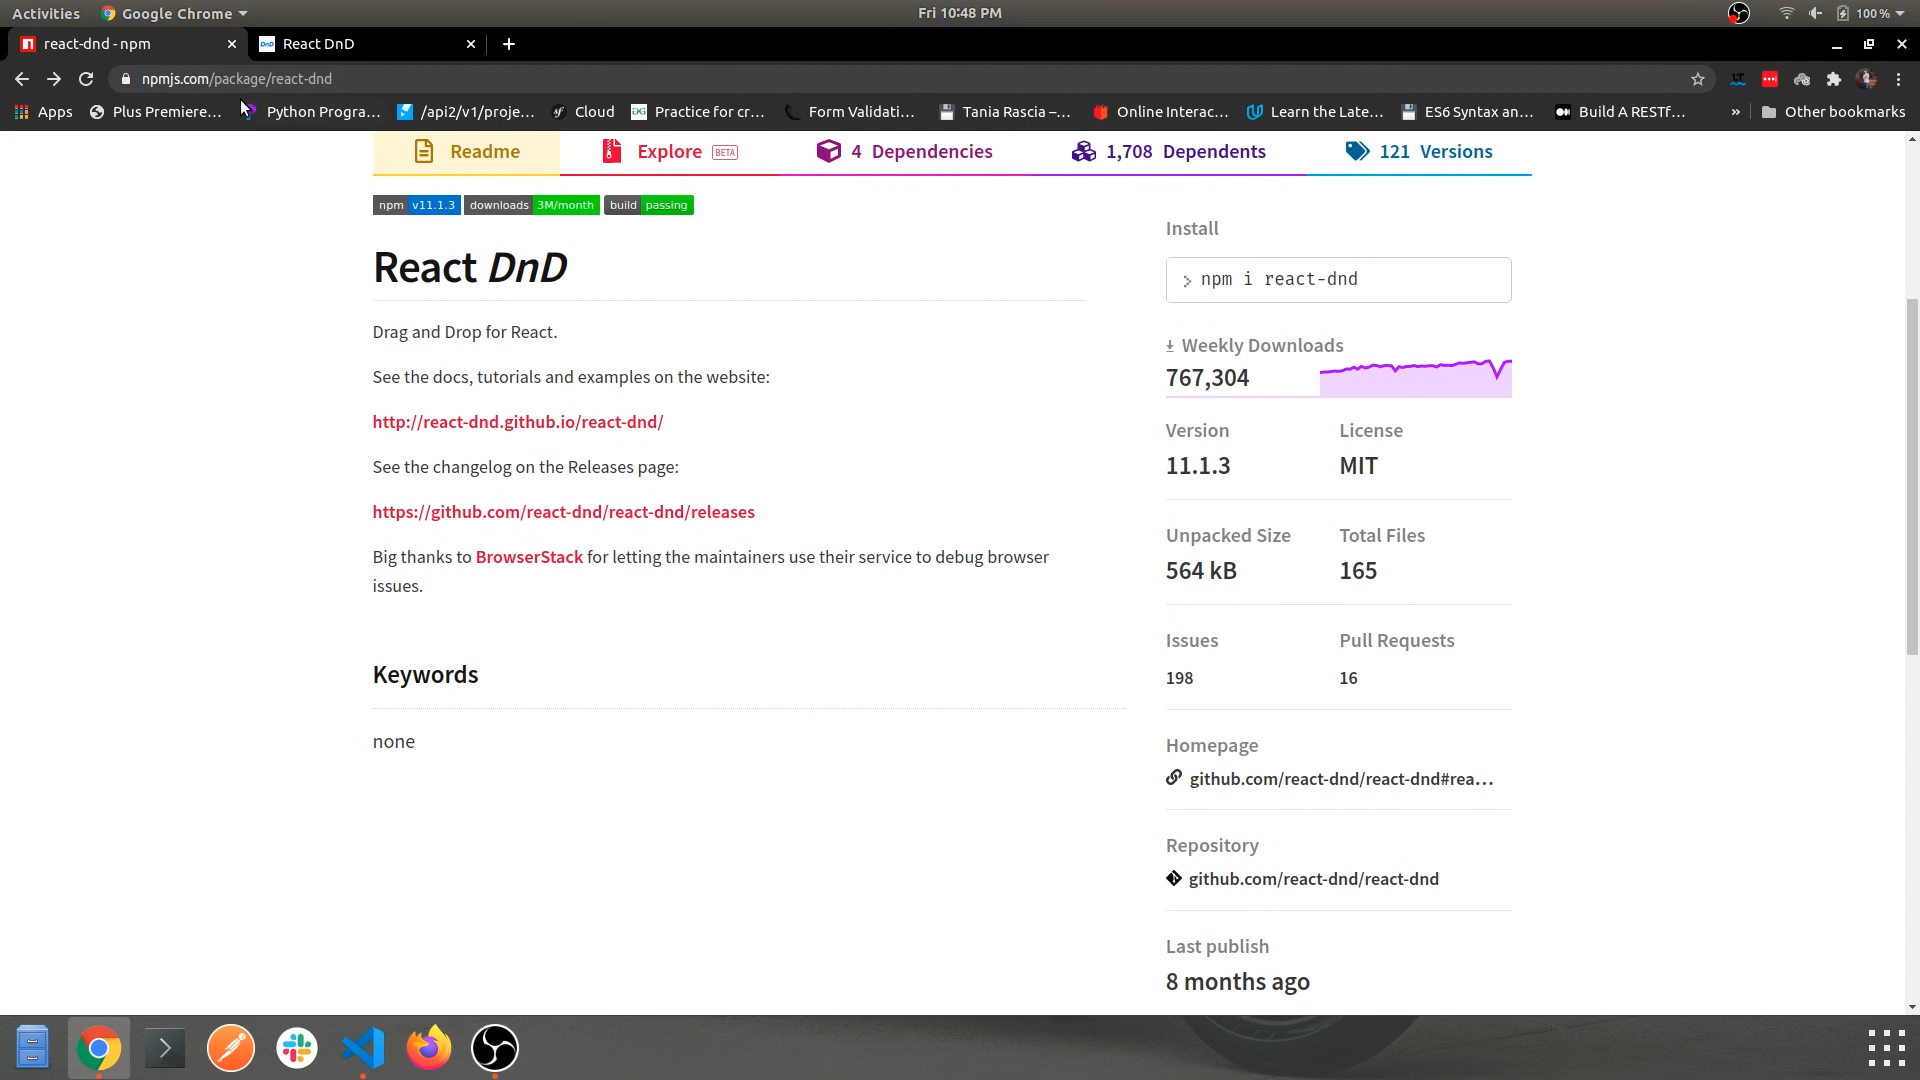 Activities Google Chrome Fri 10:48 PM 100 %
react-dnd - npm React DnD
npmjs.com/package/react-dnd
Apps Plus Premiere... Python Progra... /api2/v1/proje... Cloud Practice for cr... Form Validati... Tania Rascia –... Online Interac... Learn the Late... ES6 Syntax an... Build A RESTf... » Other bookmarks
Readme Explore BETA 4 Dependencies 1,708 Dependents 121 Versions
npm v11.1.3 downloads 3M/month build passing
React DnD
Drag and Drop for React.
See the docs, tutorials and examples on the website:
http://react-dnd.github.io/react-dnd/
See the changelog on the Releases page:
https://github.com/react-dnd/react-dnd/releases
Big thanks to BrowserStack for letting the maintainers use their service to debug browser
issues.
Keywords
none
Install
npm i react-dnd
Weekly Downloads
767,304
Version License
11.1.3 MIT
Unpacked Size Total Files
564 kB 165
Issues Pull Requests
198 16
Homepage
github.com/react-dnd/react-dnd#rea...
Repository
github.com/react-dnd/react-dnd
Last publish
8 months ago